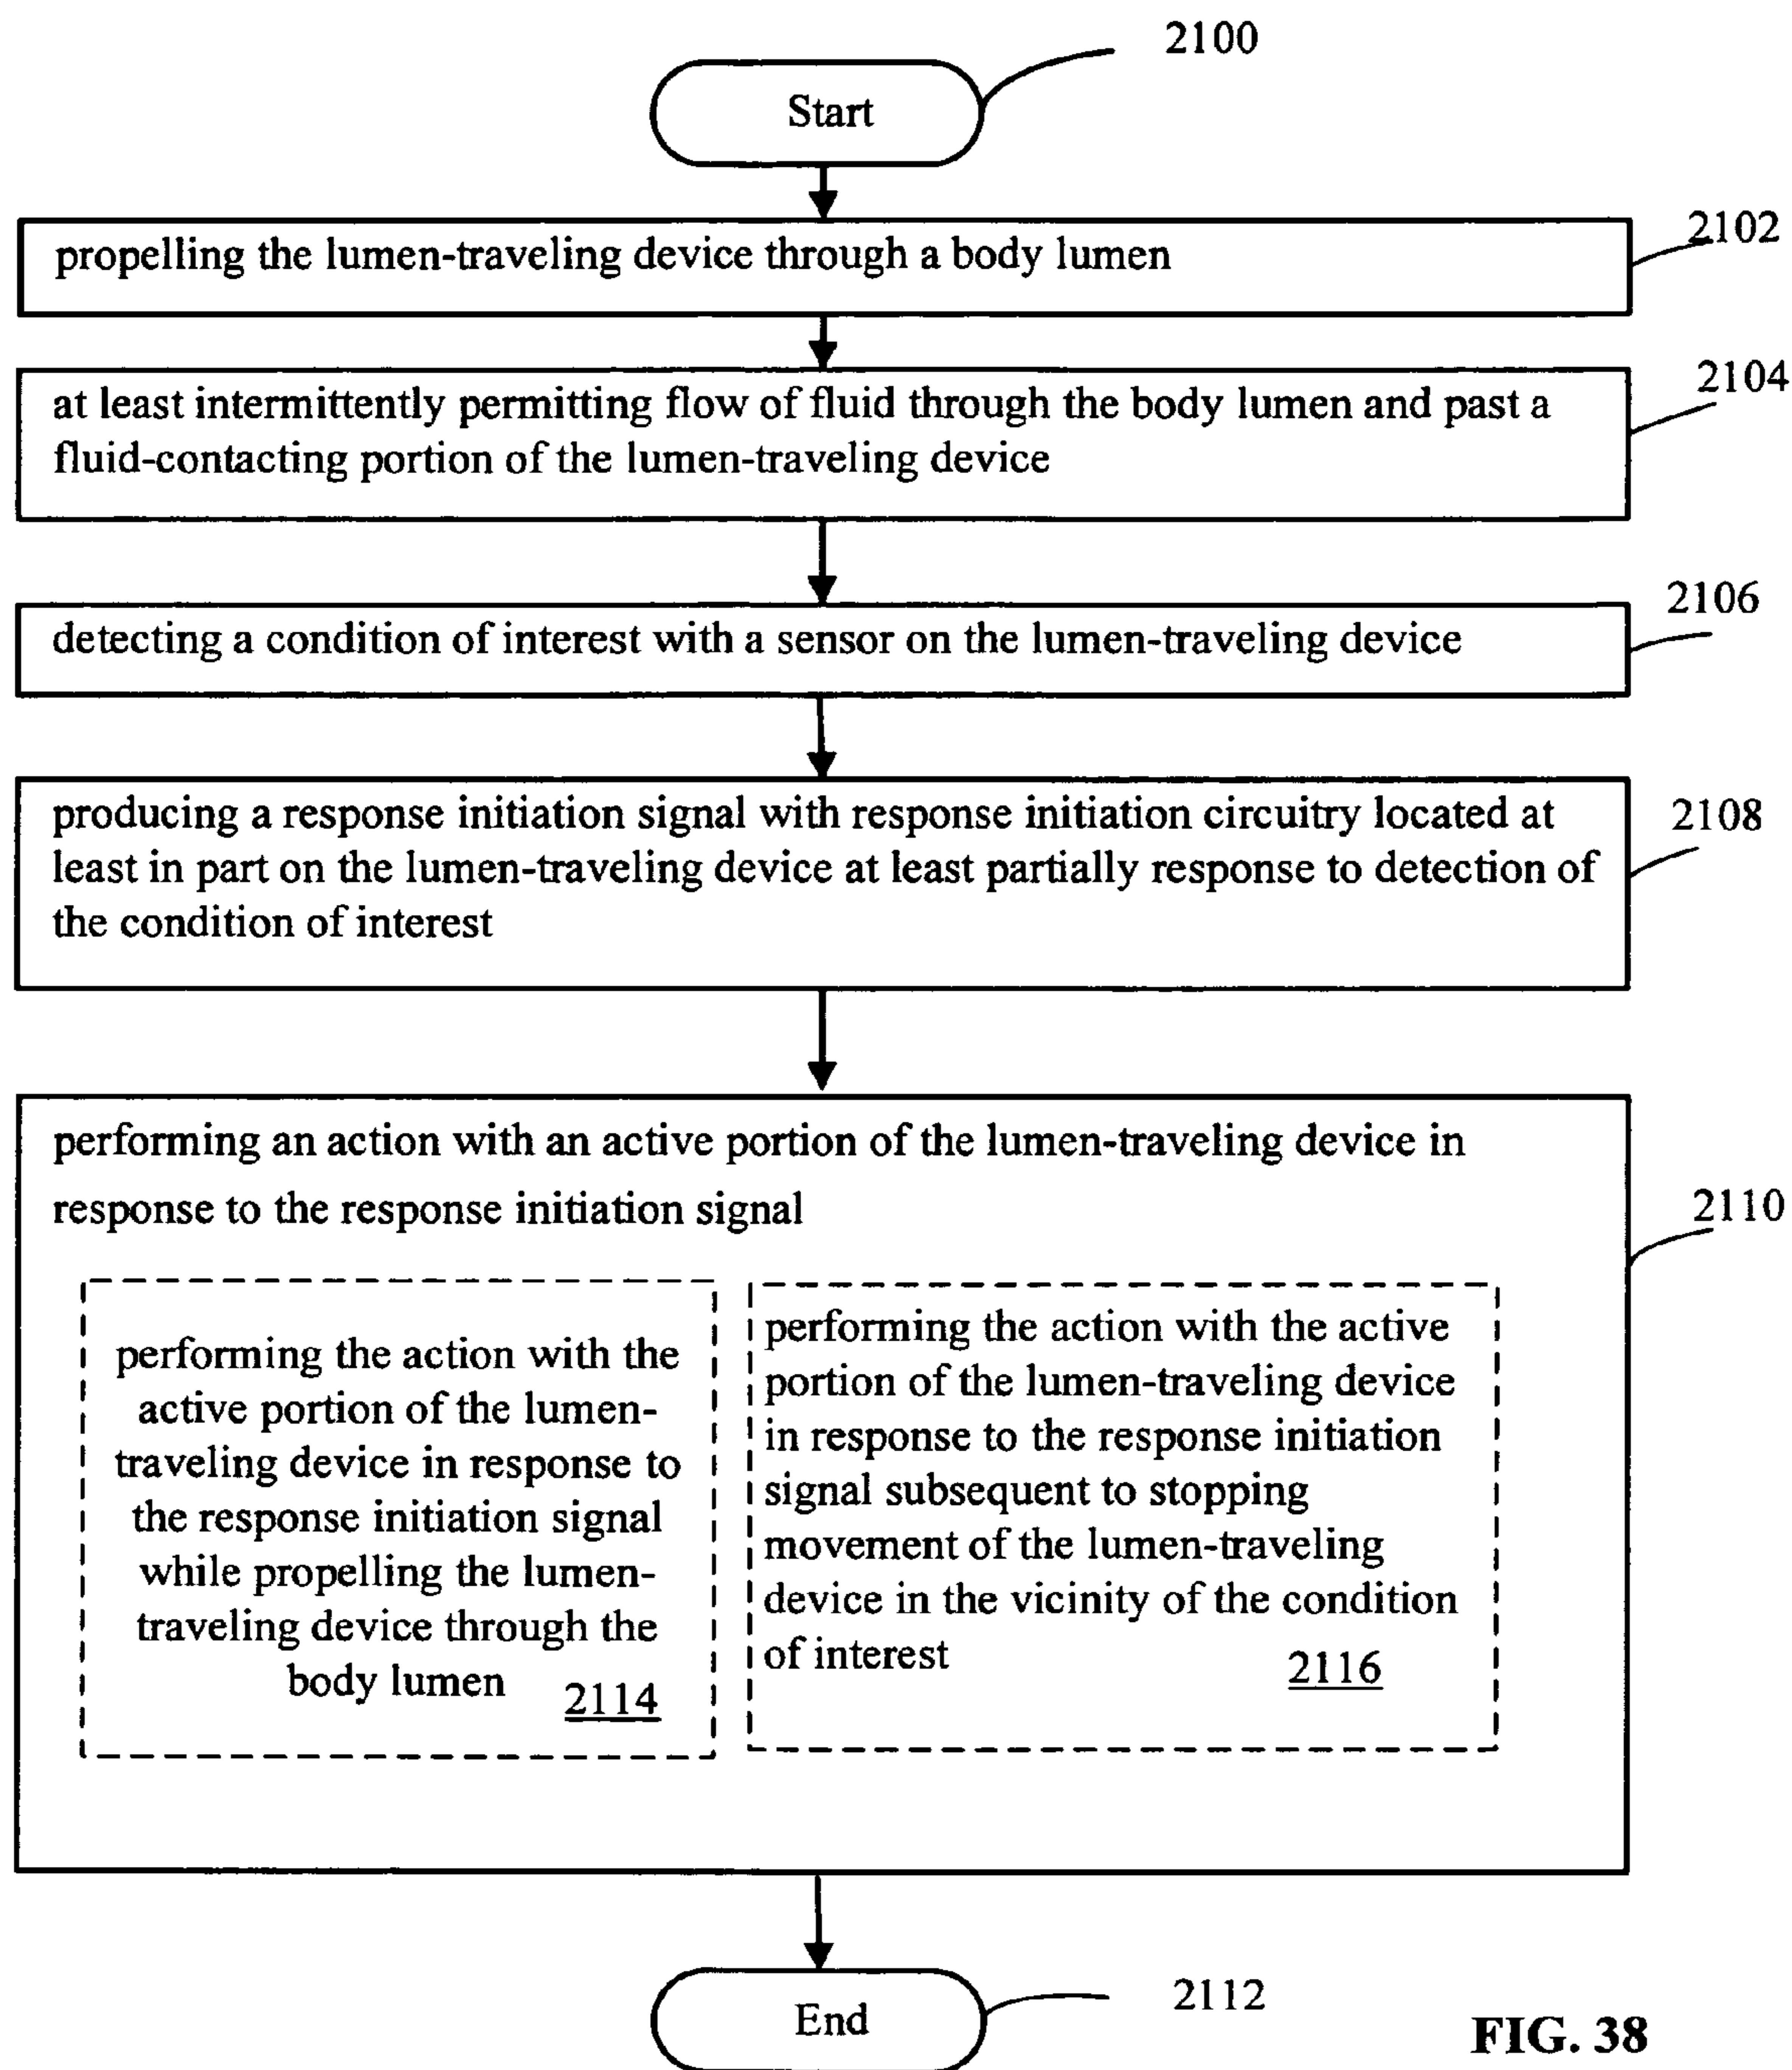 2100
Start
2102
propelling the lumen-traveling device through a body lumen
2104
at least intermittently permitting flow of fluid through the body lumen and past a
fluid-contacting portion of the lumen-traveling device
2106
detecting a condition of interest with a sensor on the lumen-traveling device
2108
producing a response initiation signal with response initiation circuitry located at
least in part on the lumen-traveling device at least partially response to detection of
the condition of interest
performing an action with an active portion of the lumen-traveling device in
response to the response initiation signal
2110
performing the action with the
active portion of the lumen-
traveling device in response to
the response initiation signal
while propelling the lumen-
traveling device through the
body lumen 2114
performing the action with the active
portion of the lumen-traveling device
in response to the response initiation
signal subsequent to stopping
movement of the lumen-traveling
device in the vicinity of the condition
of interest 2116
End
2112
FIG. 38